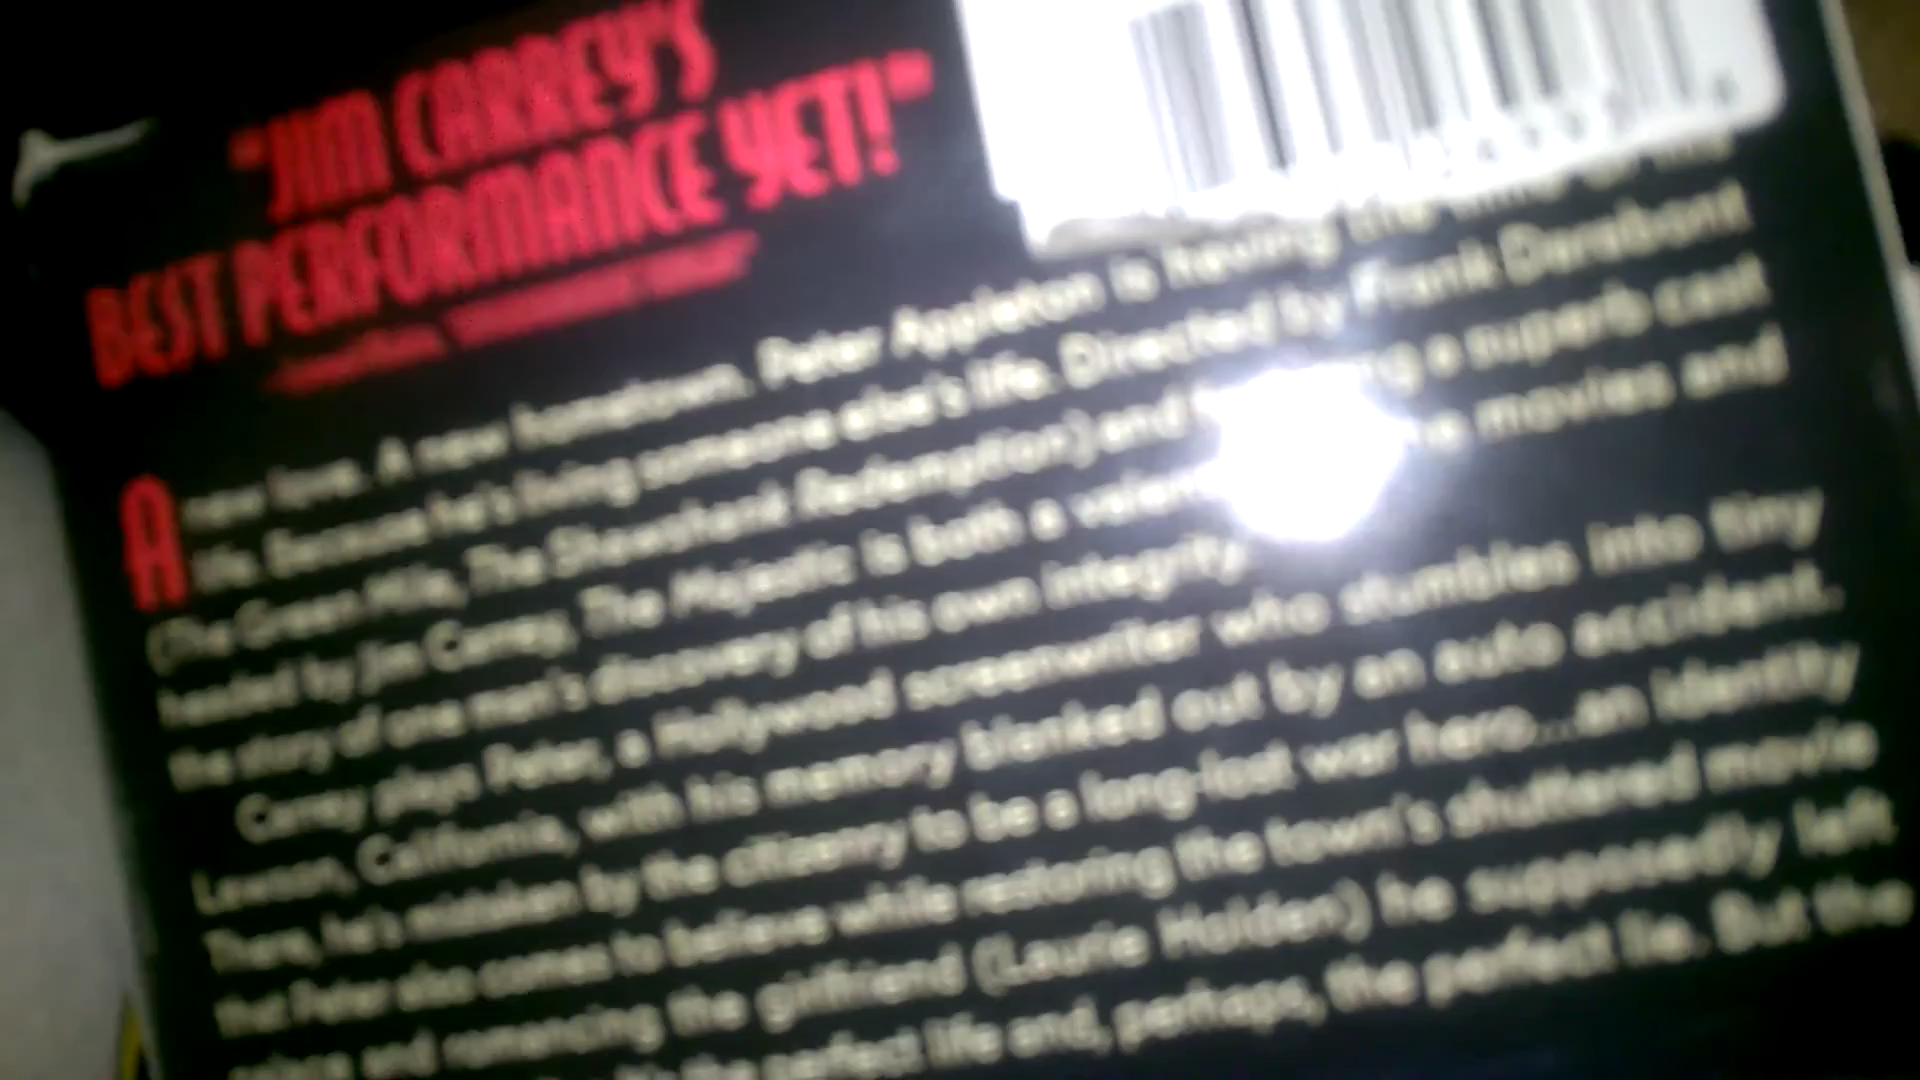 "JIM CARREY'S
BEST PERFORMANCE YET!"
A new love. A new hometown. Peter Appleton is having the time of his
life. Because he's living someone else's life. Directed by Frank Darabont
(The Green Mile, The Shawshank Redemption) and a superb cast
headed by Jim Carrey, The Majestic is both a movies and
the story of one man's discovery of his own integrity
Carrey plays Peter, a Hollywood screenwriter who stumbles into tiny
Lawson, California, with his memory blanked out by an auto accident.
There, he's mistaken by the citizenry to be a long-lost war hero...an identity
that Peter also comes to believe while restoring the town's shuttered movie
palace and romancing the girlfriend (Laurie Holden) he supposedly left
perfect life and, perhaps, the perfect lie. But the